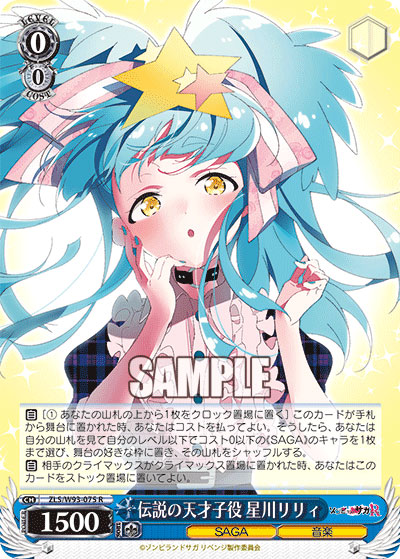 LEVEL
0
0
COST
SAMPLE
自 [① あなたの山札の上から1枚をクロック置場に置く] このカードが手札
から舞台に置かれた時、あなたはコストを払ってよい。そうしたら、あなたは
自分の山札を見て自分のレベル以下でコスト0以下の《SAGA》のキャラを1枚
まで選び、舞台の好きな枠に置き、その山札をシャッフルする。
自 相手のクライマックスがクライマックス置場に置かれた時、あなたはこの
カードをストック置場に置いてよい。
CH ZLS/W93-075 R
1500
伝説の天才子役 星川リリィ
SAGA
音楽
©ゾンビランドサガ リベンジ製作委員会